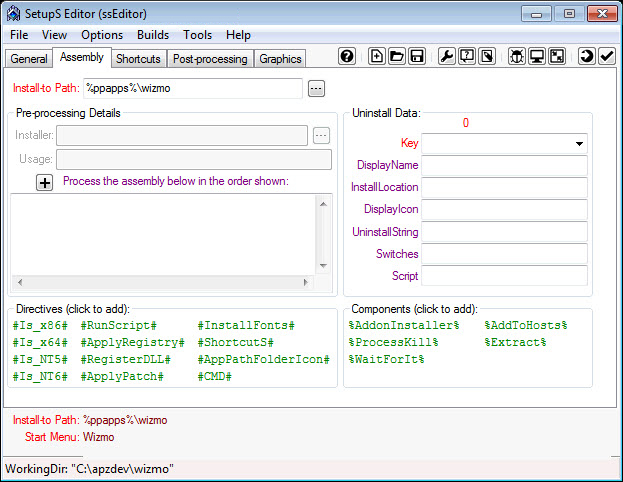 SetupS Editor (ssEditor)
File View Options Builds Tools Help
General Assembly Shortcuts Post-processing Graphics
Install-to Path: %ppapps%\wizmo ...
Pre-processing Details
Installer: ...
Usage:
+ Process the assembly below in the order shown:
Uninstall Data:
0
Key
DisplayName
InstallLocation
DisplayIcon
UninstallString
Switches
Script
Directives (click to add):
#Is_x86# #RunScript# #InstallFonts#
#Is_x64# #ApplyRegistry# #ShortcutS#
#Is_NT5# #RegisterDLL# #AppPathFolderIcon#
#Is_NT6# #ApplyPatch# #CMD#
Components (click to add):
%AddonInstaller% %AddToHosts%
%ProcessKill% %Extract%
%WaitForIt%
Install-to Path: %ppapps%\wizmo
Start Menu: Wizmo
WorkingDir: "C:\apzdev\wizmo"